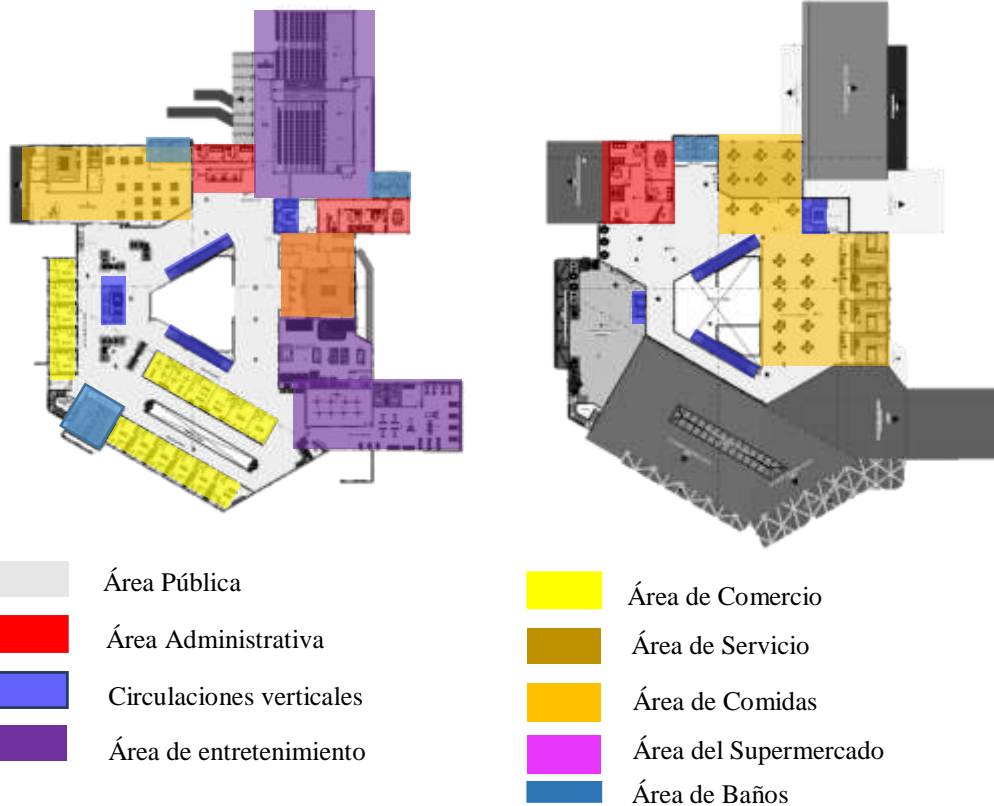 Área Pública
Área Administrativa
Circulaciones verticales
Área de entretenimiento
Área de Comercio
Área de Servicio
Área de Comidas
Área del Supermercado
Área de Baños